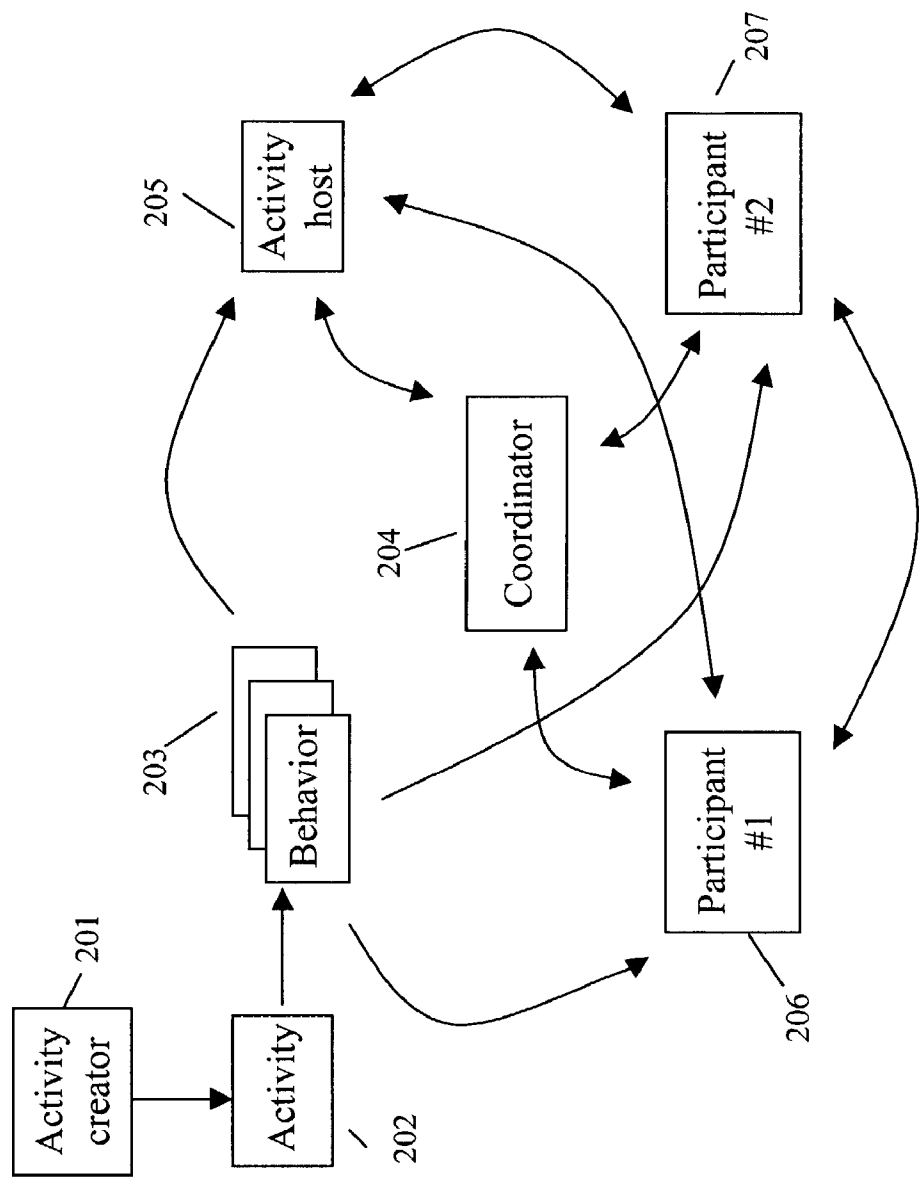 Activity
creator
201
Activity
202
Behavior
203
Coordinator
204
Activity
host
205
Participant
#1
206
Participant
#2
207